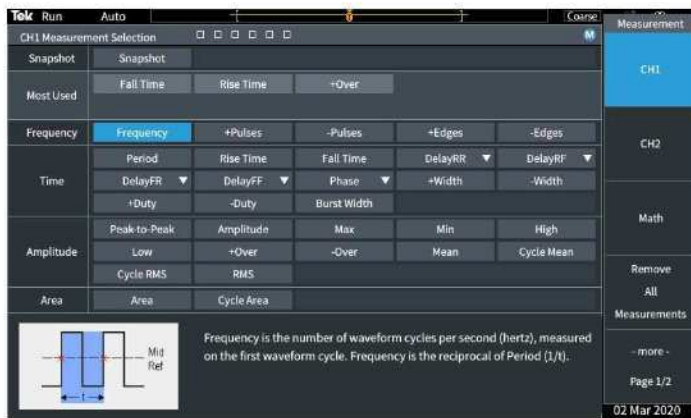 Tek Run Auto Coarse
CH1 Measurement Selection M
Measurement
Snapshot Snapshot
CH1
Most Used Fall Time Rise Time +Over
Frequency Frequency +Pulses -Pulses +Edges -Edges
CH2
Time
Period Rise Time Fall Time DelayRR DelayRF
DelayFR DelayFF Phase +Width -Width
+Duty -Duty Burst Width
Math
Amplitude
Peak-to-Peak Amplitude Max Min High
Low +Over -Over Mean Cycle Mean
Cycle RMS RMS
Remove
All
Measurements
Area Area Cycle Area
Mid
Ref
t
Frequency is the number of waveform cycles per second (hertz), measured
on the first waveform cycle. Frequency is the reciprocal of Period (1/t).
- more -
Page 1/2
02 Mar 2020